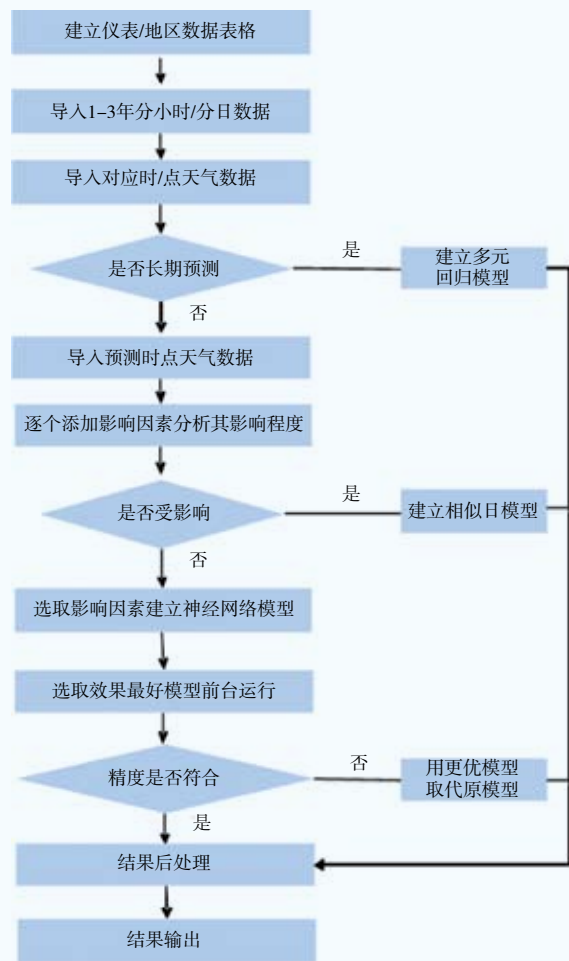 建立仪表/地区数据表格
导入1–3年分小时/分日数据
导入对应时/点天气数据
是否长期预测
是
建立多元
回归模型
否
导入预测时点天气数据
逐个添加影响因素分析其影响程度
是否受影响
是
建立相似日模型
否
选取影响因素建立神经网络模型
选取效果最好模型前台运行
精度是否符合
否
用更优模型
取代原模型
是
结果后处理
结果输出